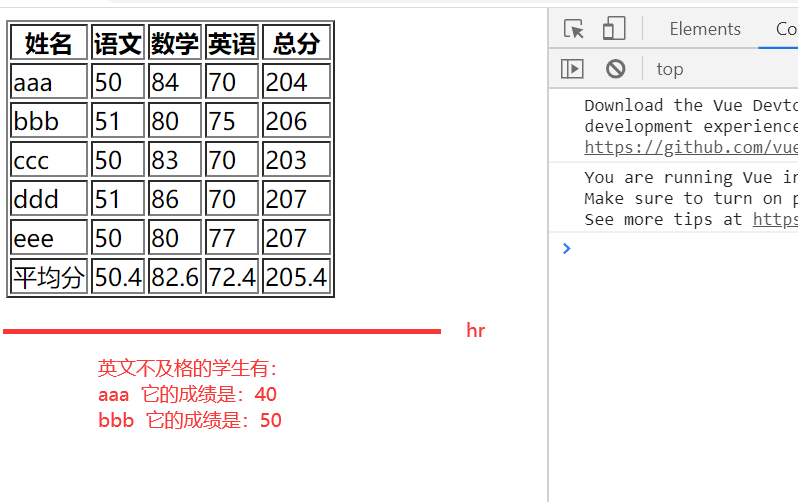 Elements Co
top
姓名 语文 数学 英语 总分
aaa 50 84 70 204
bbb 51 80 75 206
ccc 50 83 70 203
ddd 51 86 70 207
eee 50 80 77 207
平均分 50.4 82.6 72.4 205.4
hr
英文不及格的学生有：
aaa 它的成绩是：40
bbb 它的成绩是：50
Download the Vue Devto
development experience
https://github.com/vue
You are running Vue in
Make sure to turn on p
See more tips at https